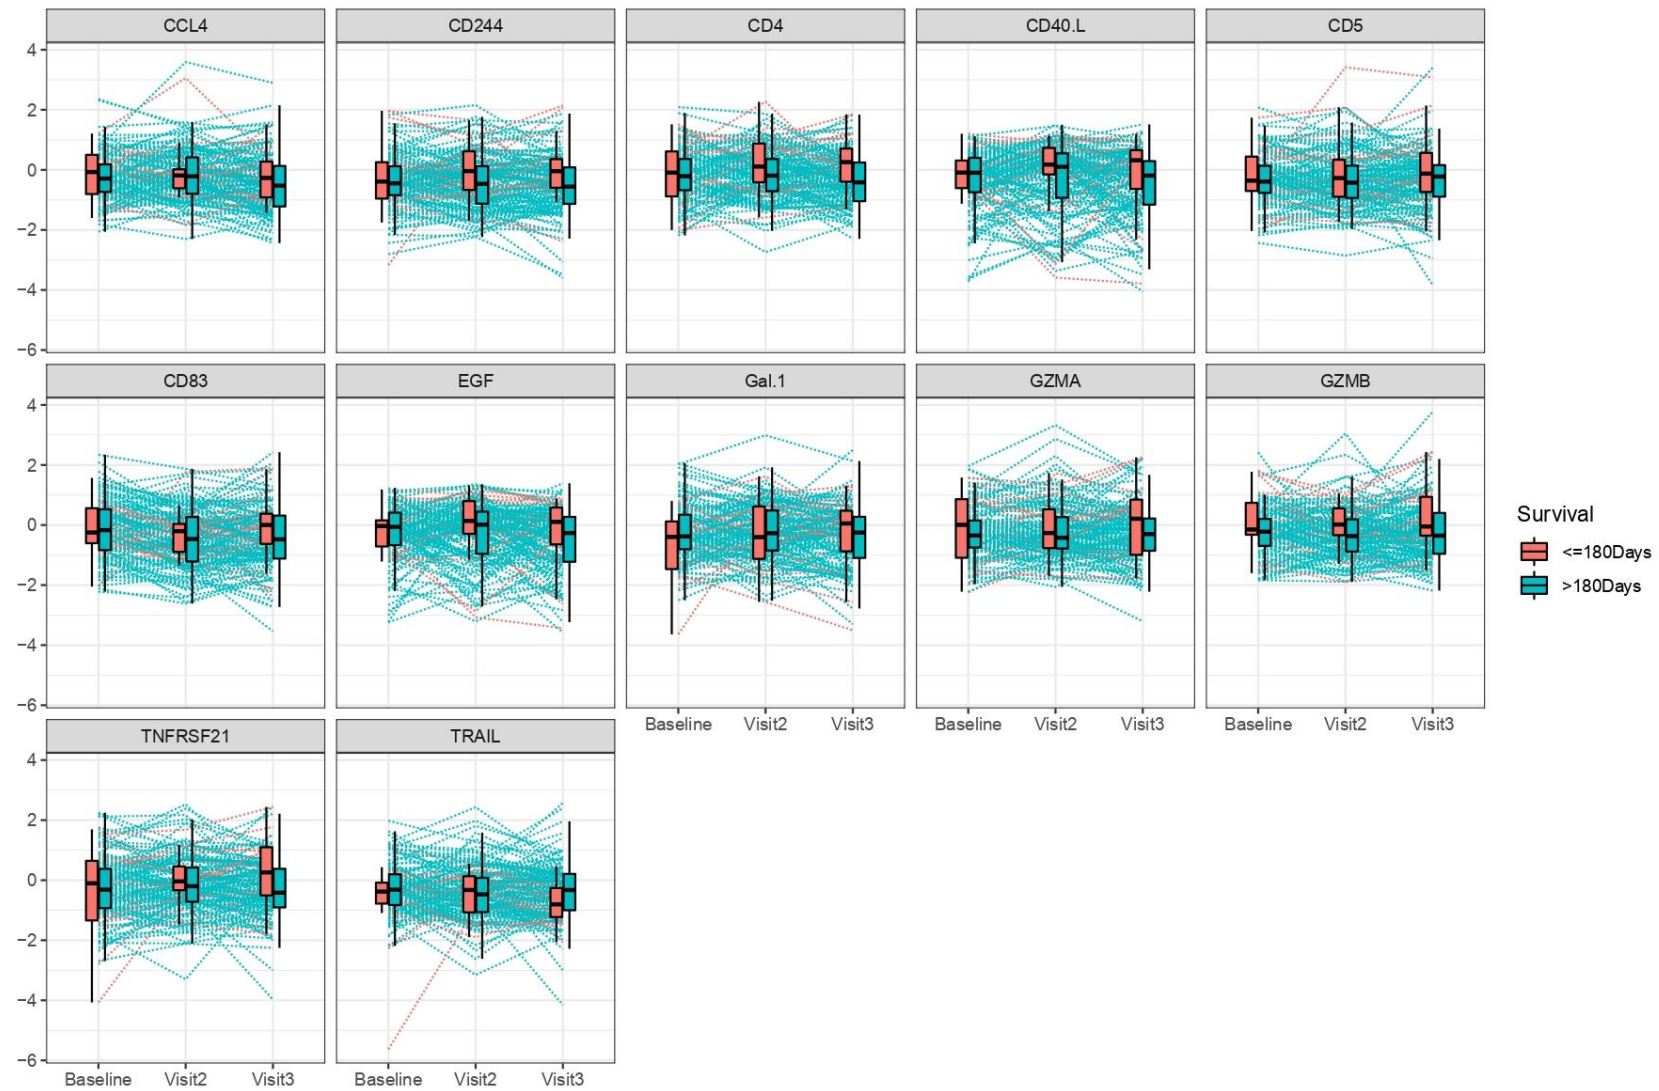 CCL4 CD244 CD4 CD40.L CD5
4
2
0
−2
−4
−6
CD83 EGF Gal.1 GZMA GZMB
4
2
0
−2
−4
−6
Baseline Visit2 Visit3 Baseline Visit2 Visit3 Baseline Visit2 Visit3
TNFRSF21 TRAIL
4
2
0
−2
−4
−6
Baseline Visit2 Visit3 Baseline Visit2 Visit3
Survival
<=180Days
>180Days